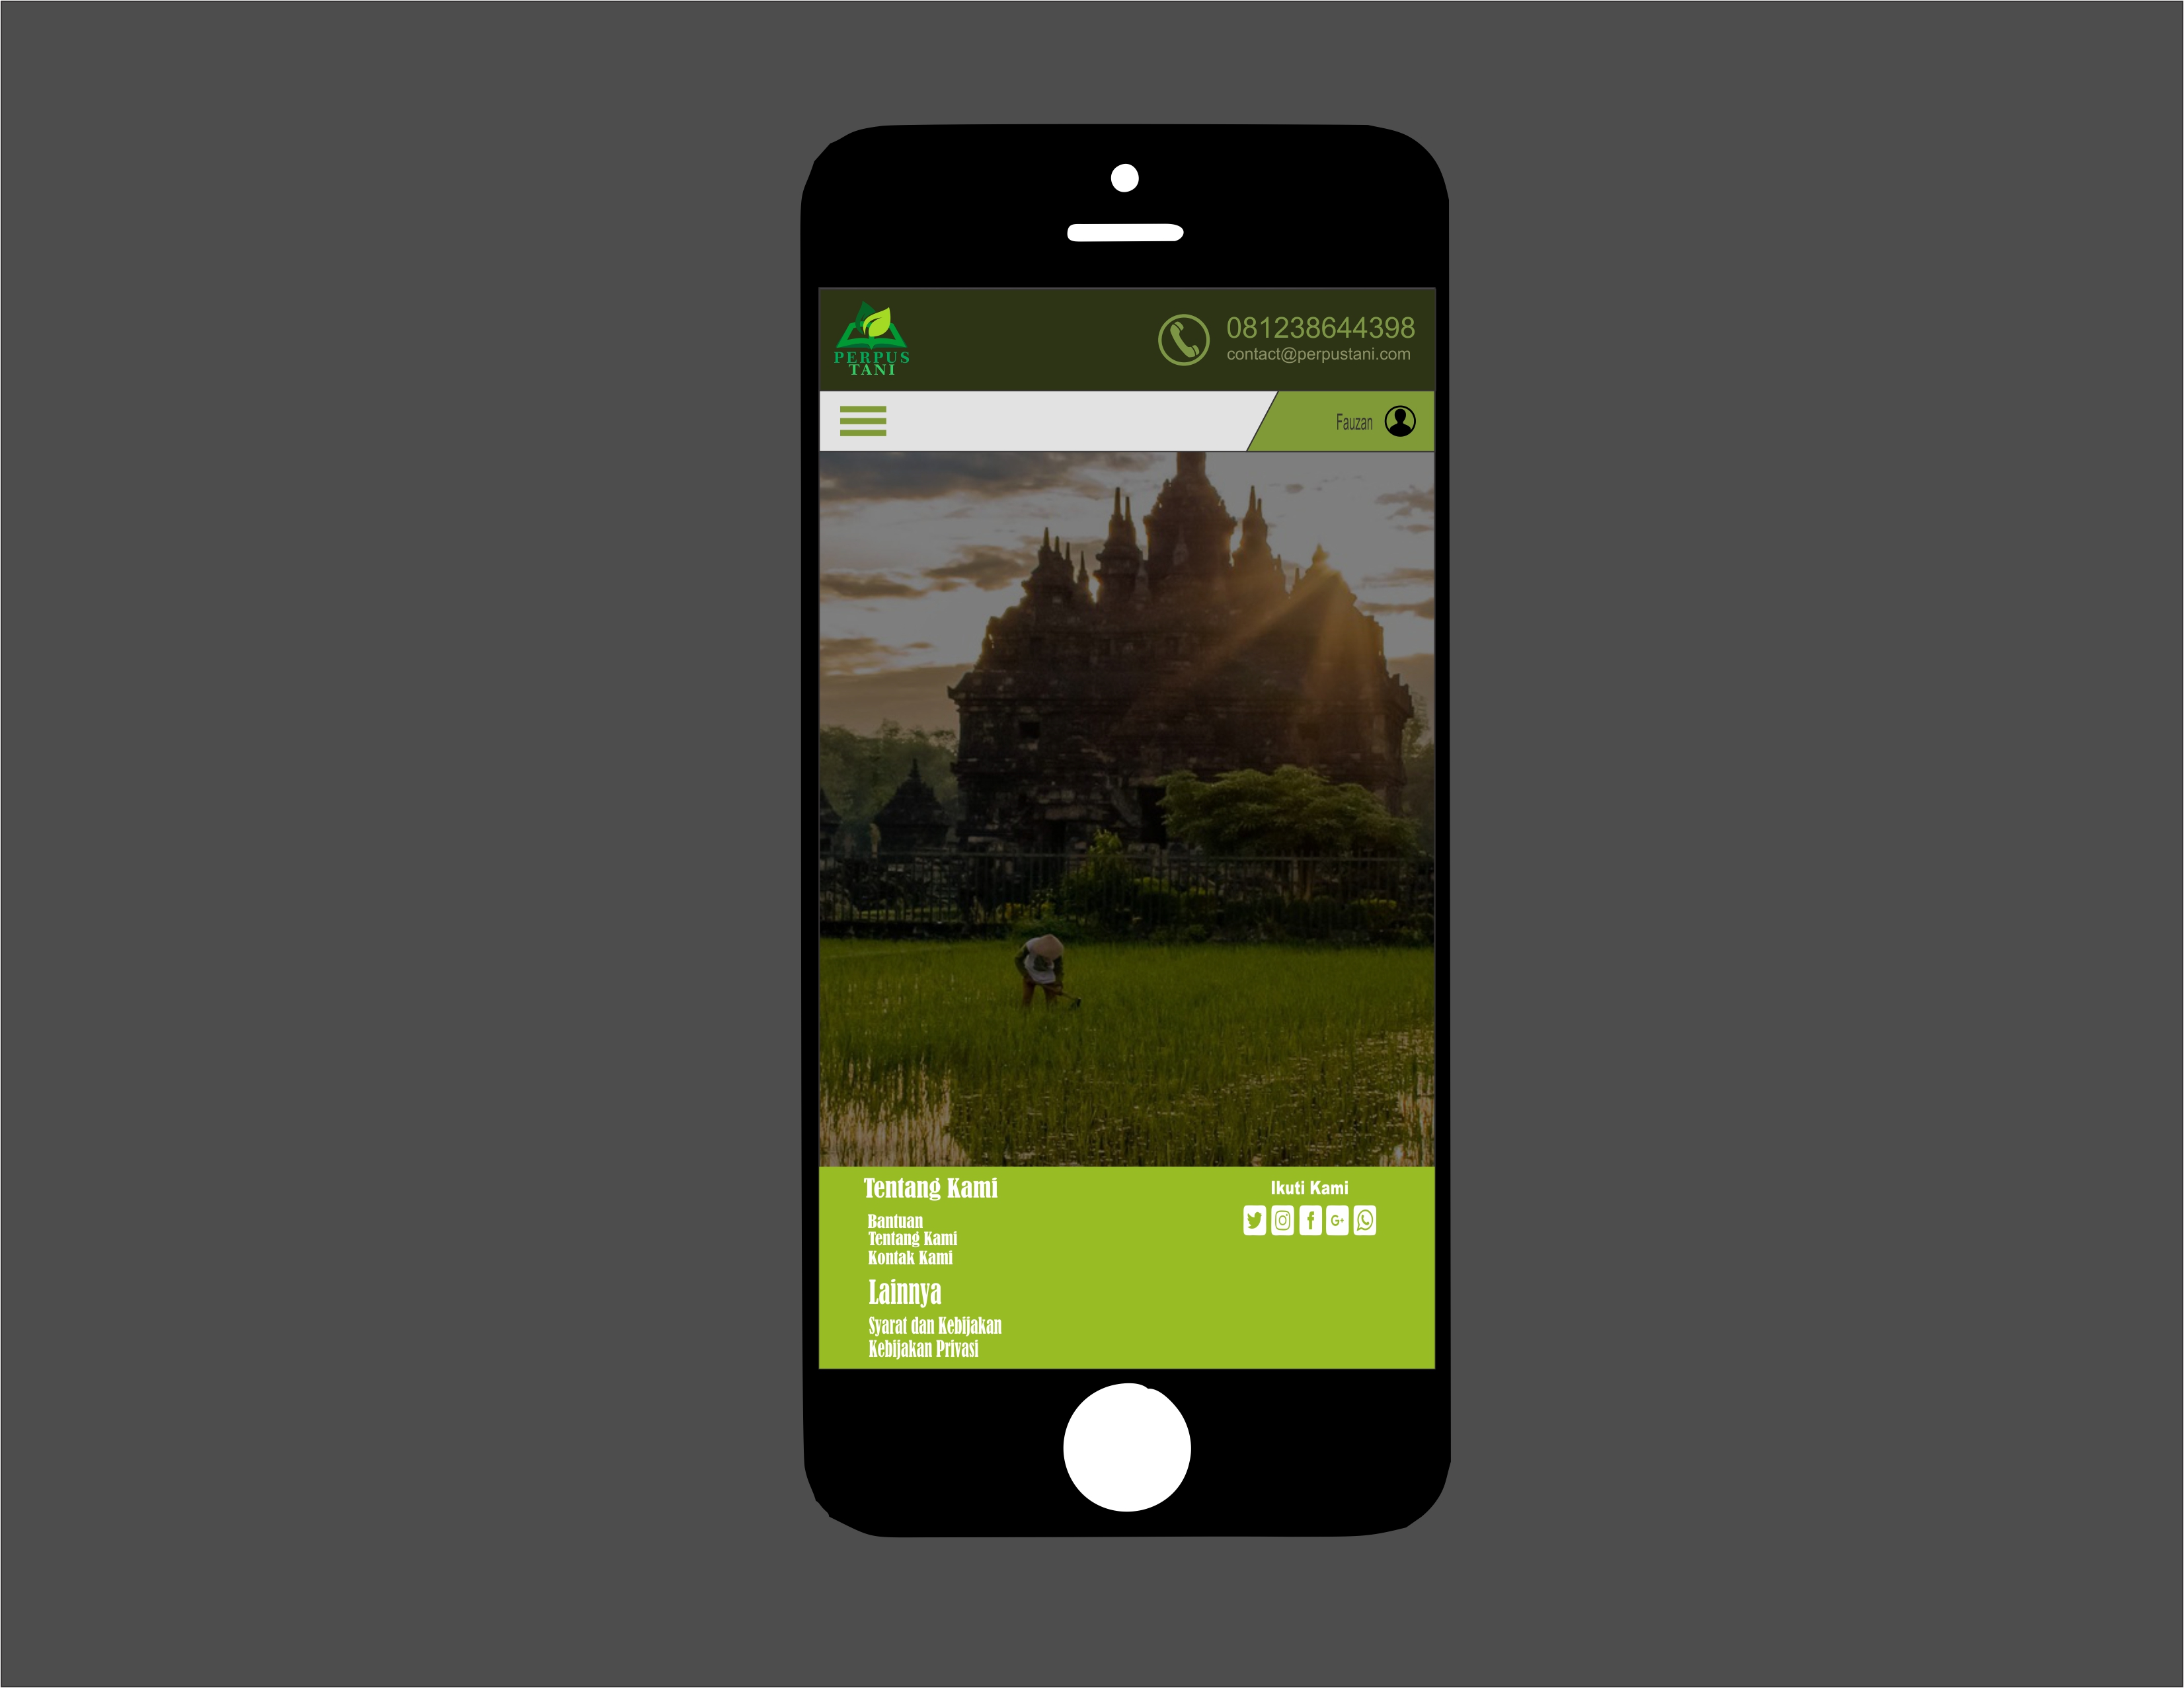 PERPUS
TANI
081238644398
contact@perpustani.com
Fauzan
Tentang Kami
Bantuan
Tentang Kami
Kontak Kami
Lainnya
Syarat dan Kebijakan
Kebijakan Privasi
Ikuti Kami
G+